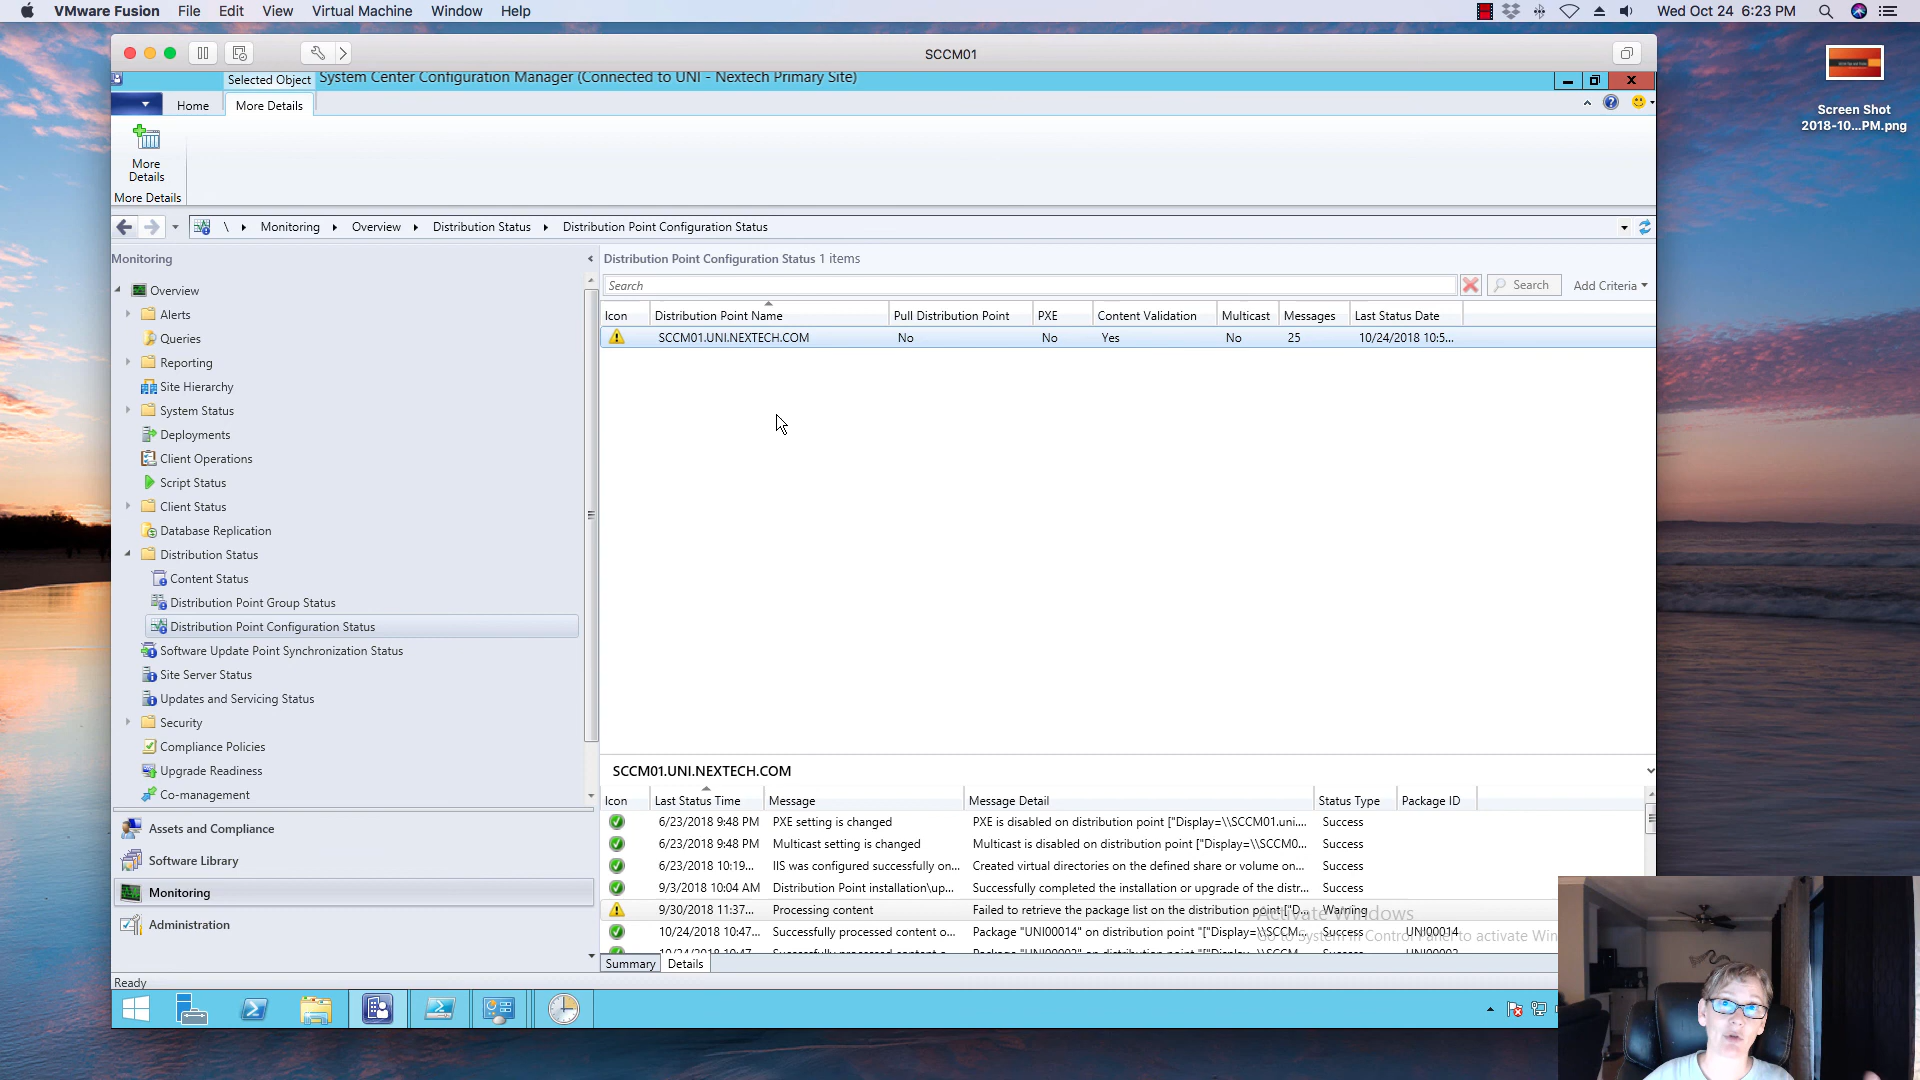 VMware Fusion File Edit View Virtual Machine Window Help Wed Oct 24 6:23 PM
SCCM01
Screen Shot
2018-10...PM.png
Selected Object System Center Configuration Manager (Connected to UNI - Nextech Primary Site)
Home More Details
More
Details
More Details
\ Monitoring Overview Distribution Status Distribution Point Configuration Status
Monitoring
Overview
Alerts
Queries
Reporting
Site Hierarchy
System Status
Deployments
Client Operations
Script Status
Client Status
Database Replication
Distribution Status
Content Status
Distribution Point Group Status
Distribution Point Configuration Status
Software Update Point Synchronization Status
Site Server Status
Updates and Servicing Status
Security
Compliance Policies
Upgrade Readiness
Co-management
Assets and Compliance
Software Library
Monitoring
Administration
Distribution Point Configuration Status 1 items
Search Search Add Criteria
Icon Distribution Point Name Pull Distribution Point PXE Content Validation Multicast Messages Last Status Date
SCCM01.UNI.NEXTECH.COM No No Yes No 25 10/24/2018 10:5...
SCCM01.UNI.NEXTECH.COM
Icon Last Status Time Message Message Detail Status Type Package ID
6/23/2018 9:48 PM PXE setting is changed PXE is disabled on distribution point ["Display=\\SCCM01.uni.... Success
6/23/2018 9:48 PM Multicast setting is changed Multicast is disabled on distribution point ["Display=\\SCCM0... Success
6/23/2018 10:19... IIS was configured successfully on... Created virtual directories on the defined share or volume on... Success
9/3/2018 10:04 AM Distribution Point installation\up... Successfully completed the installation or upgrade of the distr... Success
9/30/2018 11:37... Processing content Failed to retrieve the package list on the distribution point ["D... Warning
10/24/2018 10:47... Successfully processed content o... Package "UNI00014" on distribution point "["Display=\\SCCM... Success UNI00014
Activate Windows
Go to System in Control Panel to activate Win
Summary Details
Ready